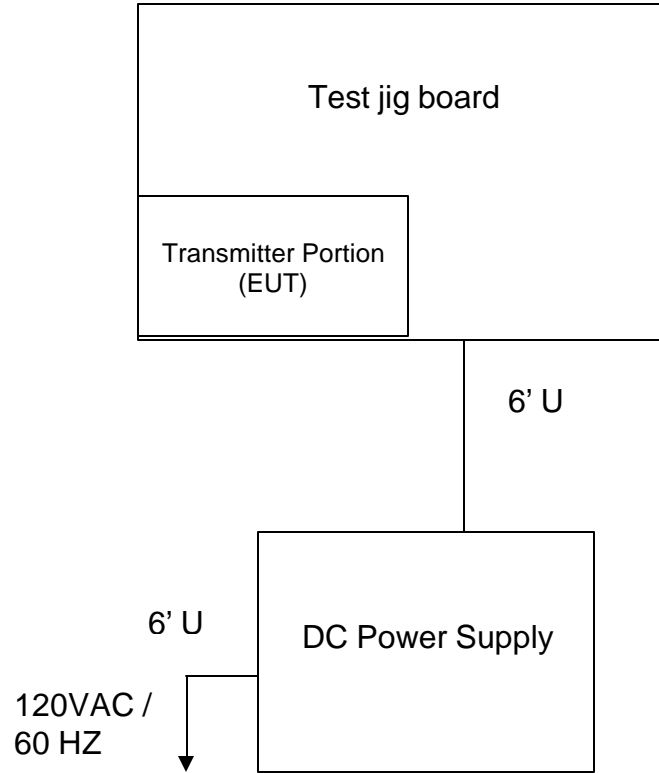 Test jig board
Transmitter Portion
(EUT)
6’ U
DC Power Supply
6’ U
120VAC /
60 HZ